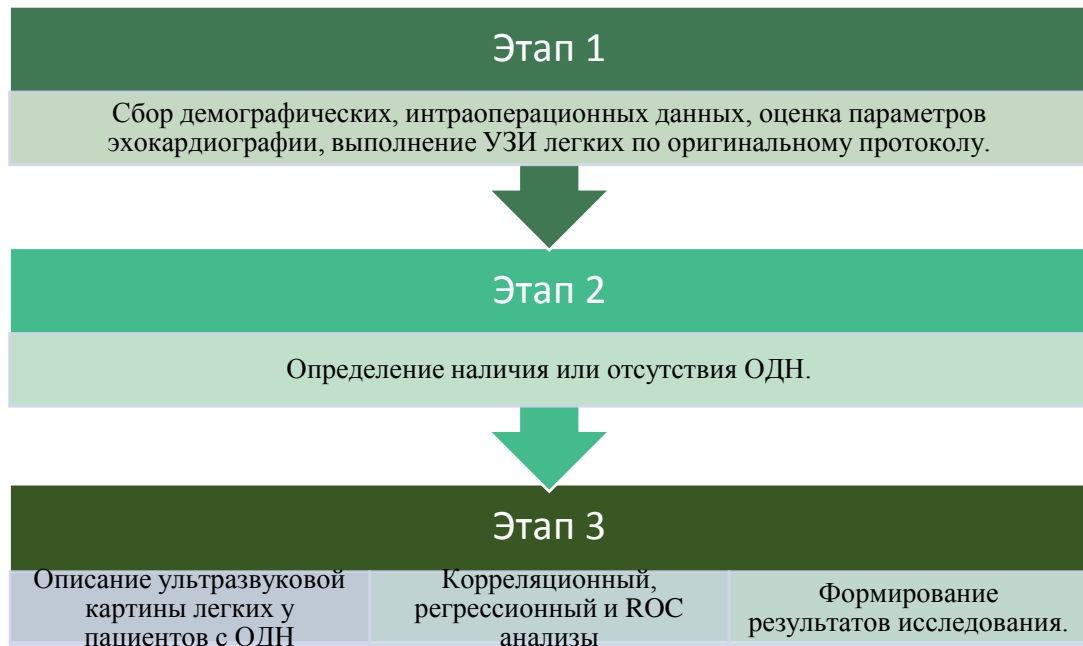 Этап 1
Сбор демографических, интраоперационных данных, оценка параметров
эхокардиографии, выполнение УЗИ легких по оригинальному протоколу.
Этап 2
Определение наличия или отсутствия ОДН.
Этап 3
Описание ультразвуковой
картины легких у
пациентов с ОДН
Корреляционный,
регрессионный и ROC
анализы
Формирование
результатов исследования.